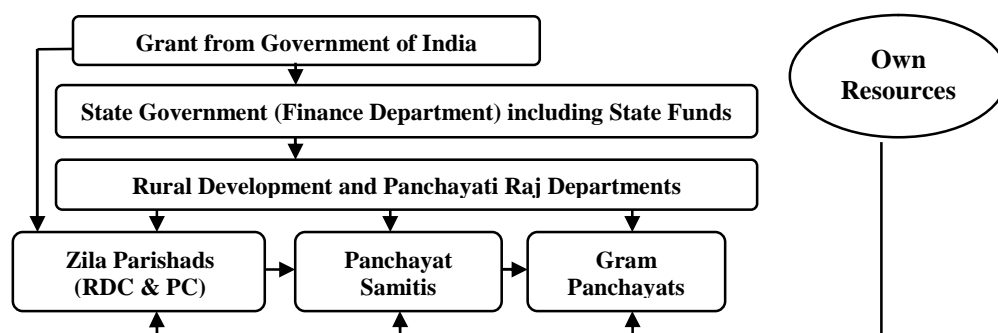 Grant from Government of India
Own
Resources
State Government (Finance Department) including State Funds
Rural Development and Panchayati Raj Departments
Zila Parishads
(RDC & PC)
Panchayat
Samitis
Gram
Panchayats